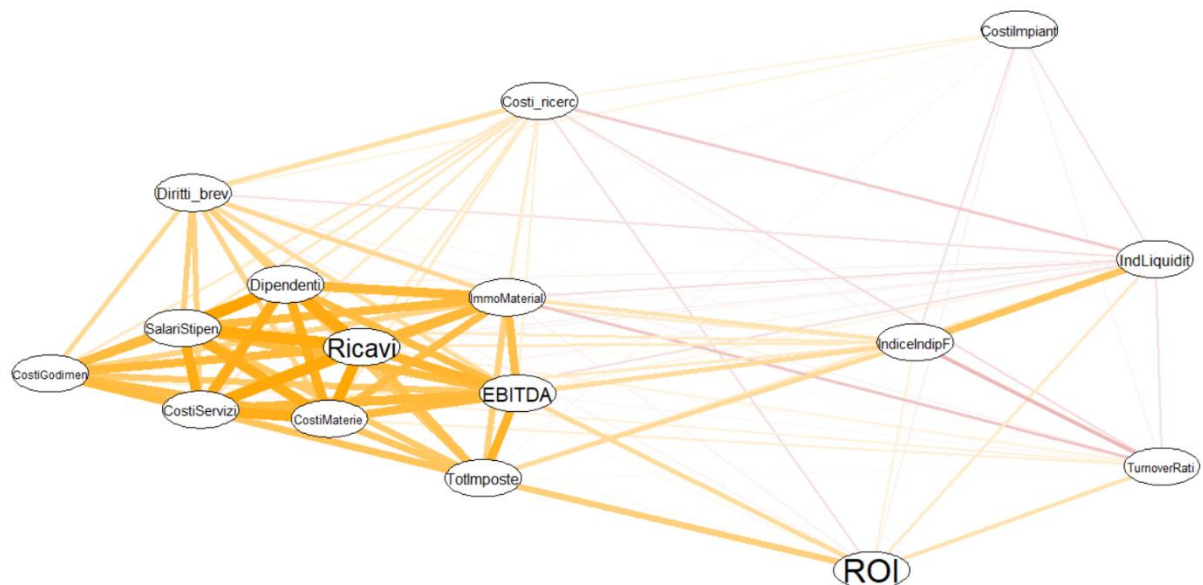 CostiImpiant
Costi_ricerc
Diritti_brev
IndLiquidit
Dipendenti
ImmoMaterial
SalariStipen
Ricavi
IndiceIndipF
CostiGodimen
EBITDA
CostiServizi
CostiMaterie
TurnoverRati
TotImposte
ROI